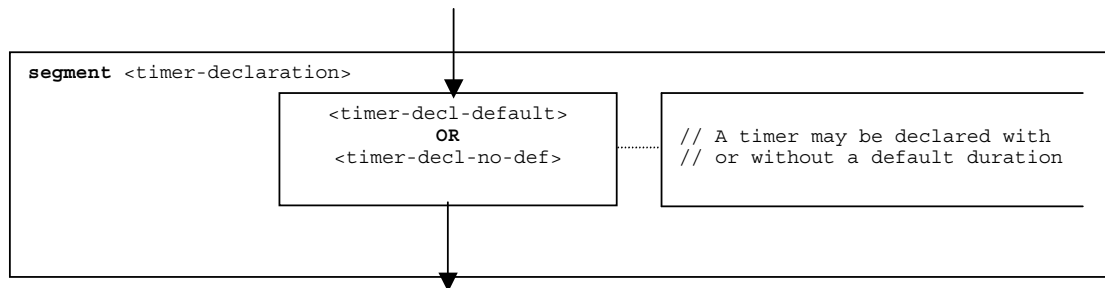 segment <timer-declaration>
<timer-decl-default>
OR
<timer-decl-no-def>
// A timer may be declared with
// or without a default duration